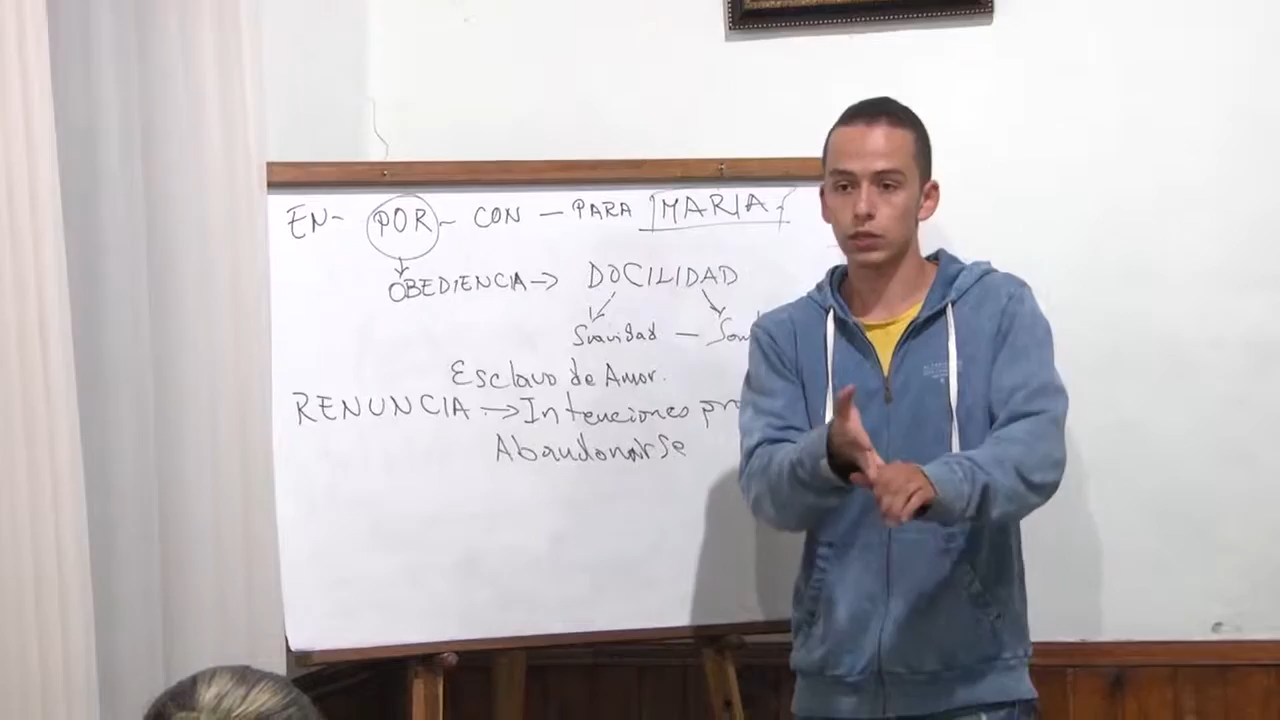 EN - POR - CON - PARA MARIA
OBEDIENCIA → DOCILIDAD
Suavidad —
Esclavo de Amor.
RENUNCIA → Intenciones
Abandonarse